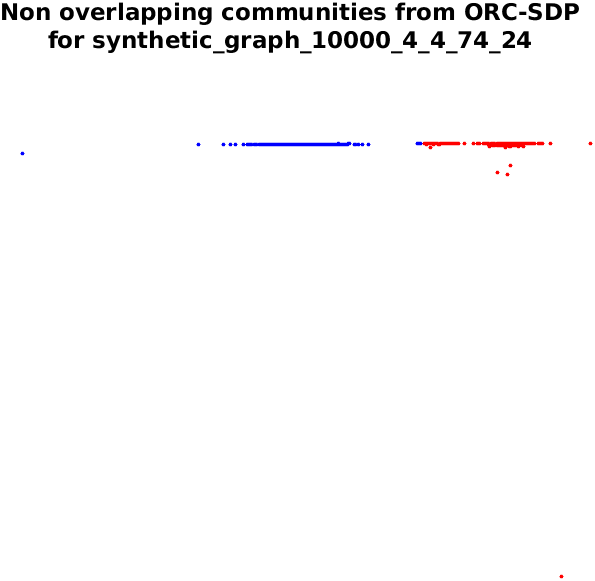 Non overlapping communities from ORC-SDP
for synthetic_graph_10000_4_4_74_24